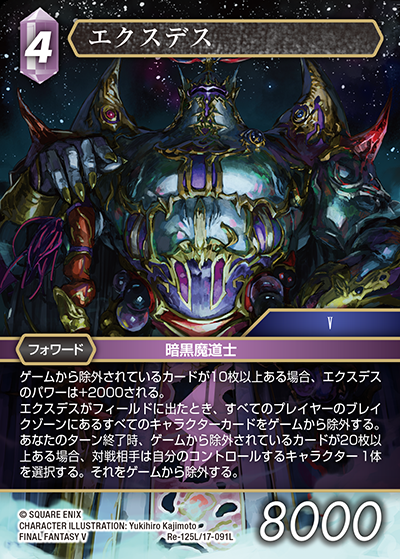 4
エクスデス
V
フォワード
暗黒魔道士
ゲームから除外されているカードが10枚以上ある場合、エクスデス
のパワーは+2000される。
エクスデスがフィールドに出たとき、すべてのプレイヤーのブレイ
クゾーンにあるすべてのキャラクターカードをゲームから除外する。
あなたのターン終了時、ゲームから除外されているカードが20枚以
上ある場合、対戦相手は自分のコントロールするキャラクター 1体
を選択する。それをゲームから除外する。
© SQUARE ENIX
CHARACTER ILLUSTRATION: Yukihiro Kajimoto
FINAL FANTASY V
Re-125L/17-091L
8000